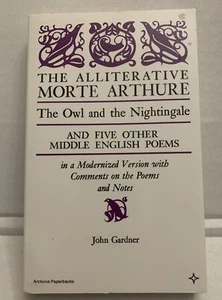 THE ALLITERATIVE
MORTE ARTHURE
The Owl and the Nightingale
AND FIVE OTHER
MIDDLE ENGLISH POEMS
in a Modernized Version with
Comments on the Poems
and Notes
John Gardner
Arcturus Paperbacks